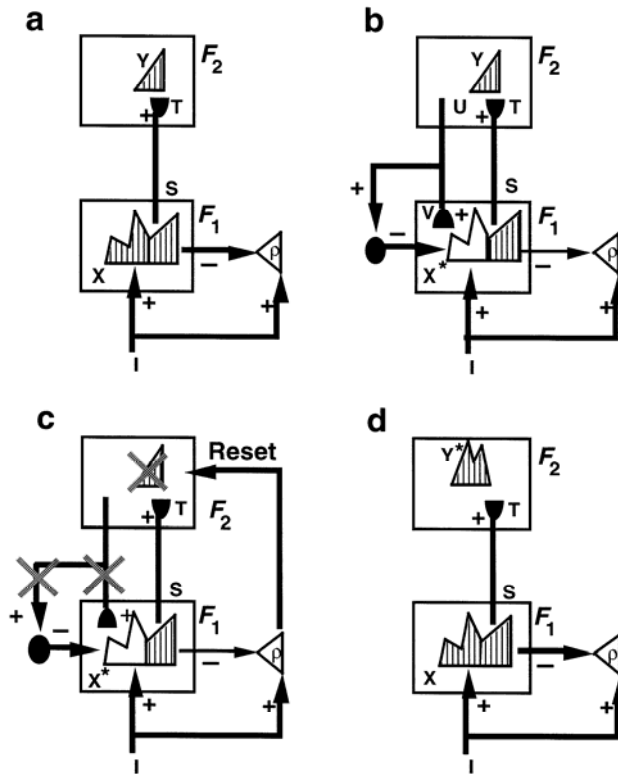 a
Y F2
+ T
S
F1
X
− ρ
+ +
I
b
Y F2
U + T
S
+ V + F1
− X* − ρ
+ +
I
c
Reset
T
+ F2
S
+ + F1
− X* − ρ
+ +
I
d
Y* F2
+ T
S
F1
X
− ρ
+ +
I